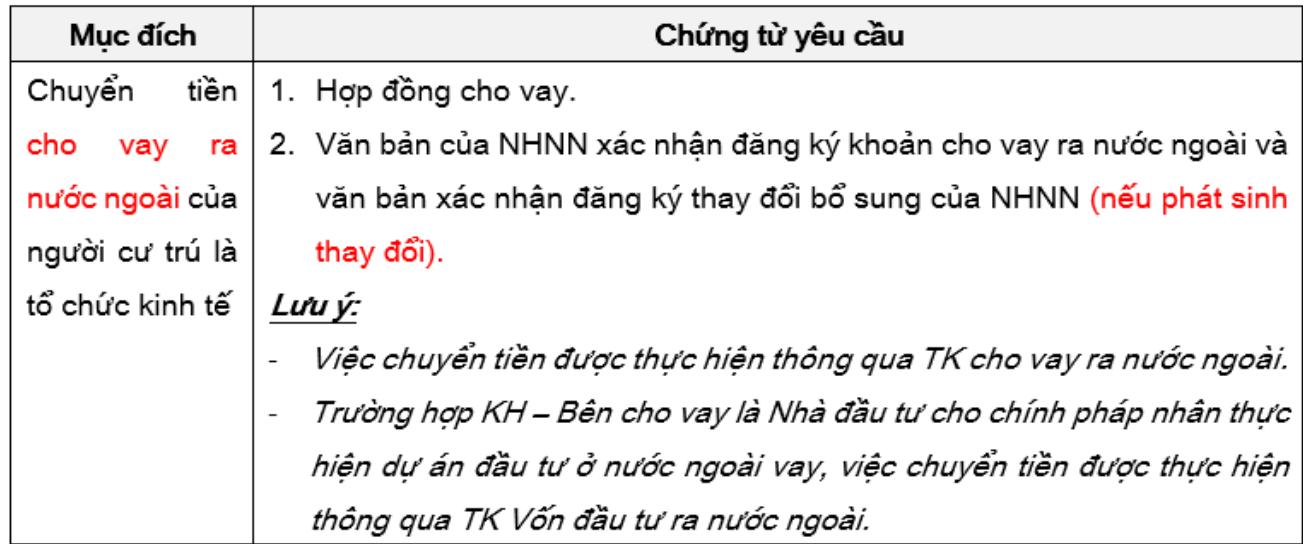 Mục đích
Chứng từ yêu cầu
Chuyển tiền
cho vay ra
nước ngoài của
người cư trú là
tổ chức kinh tế
1. Hợp đồng cho vay.
2. Văn bản của NHNN xác nhận đăng ký khoản cho vay ra nước ngoài và
văn bản xác nhận đăng ký thay đổi bổ sung của NHNN (nếu phát sinh
thay đổi).
Lưu ý:
- Việc chuyển tiền được thực hiện thông qua TK cho vay ra nước ngoài.
- Trường hợp KH – Bên cho vay là Nhà đầu tư cho chính pháp nhân thực
hiện dự án đầu tư ở nước ngoài vay, việc chuyển tiền được thực hiện
thông qua TK Vốn đầu tư ra nước ngoài.